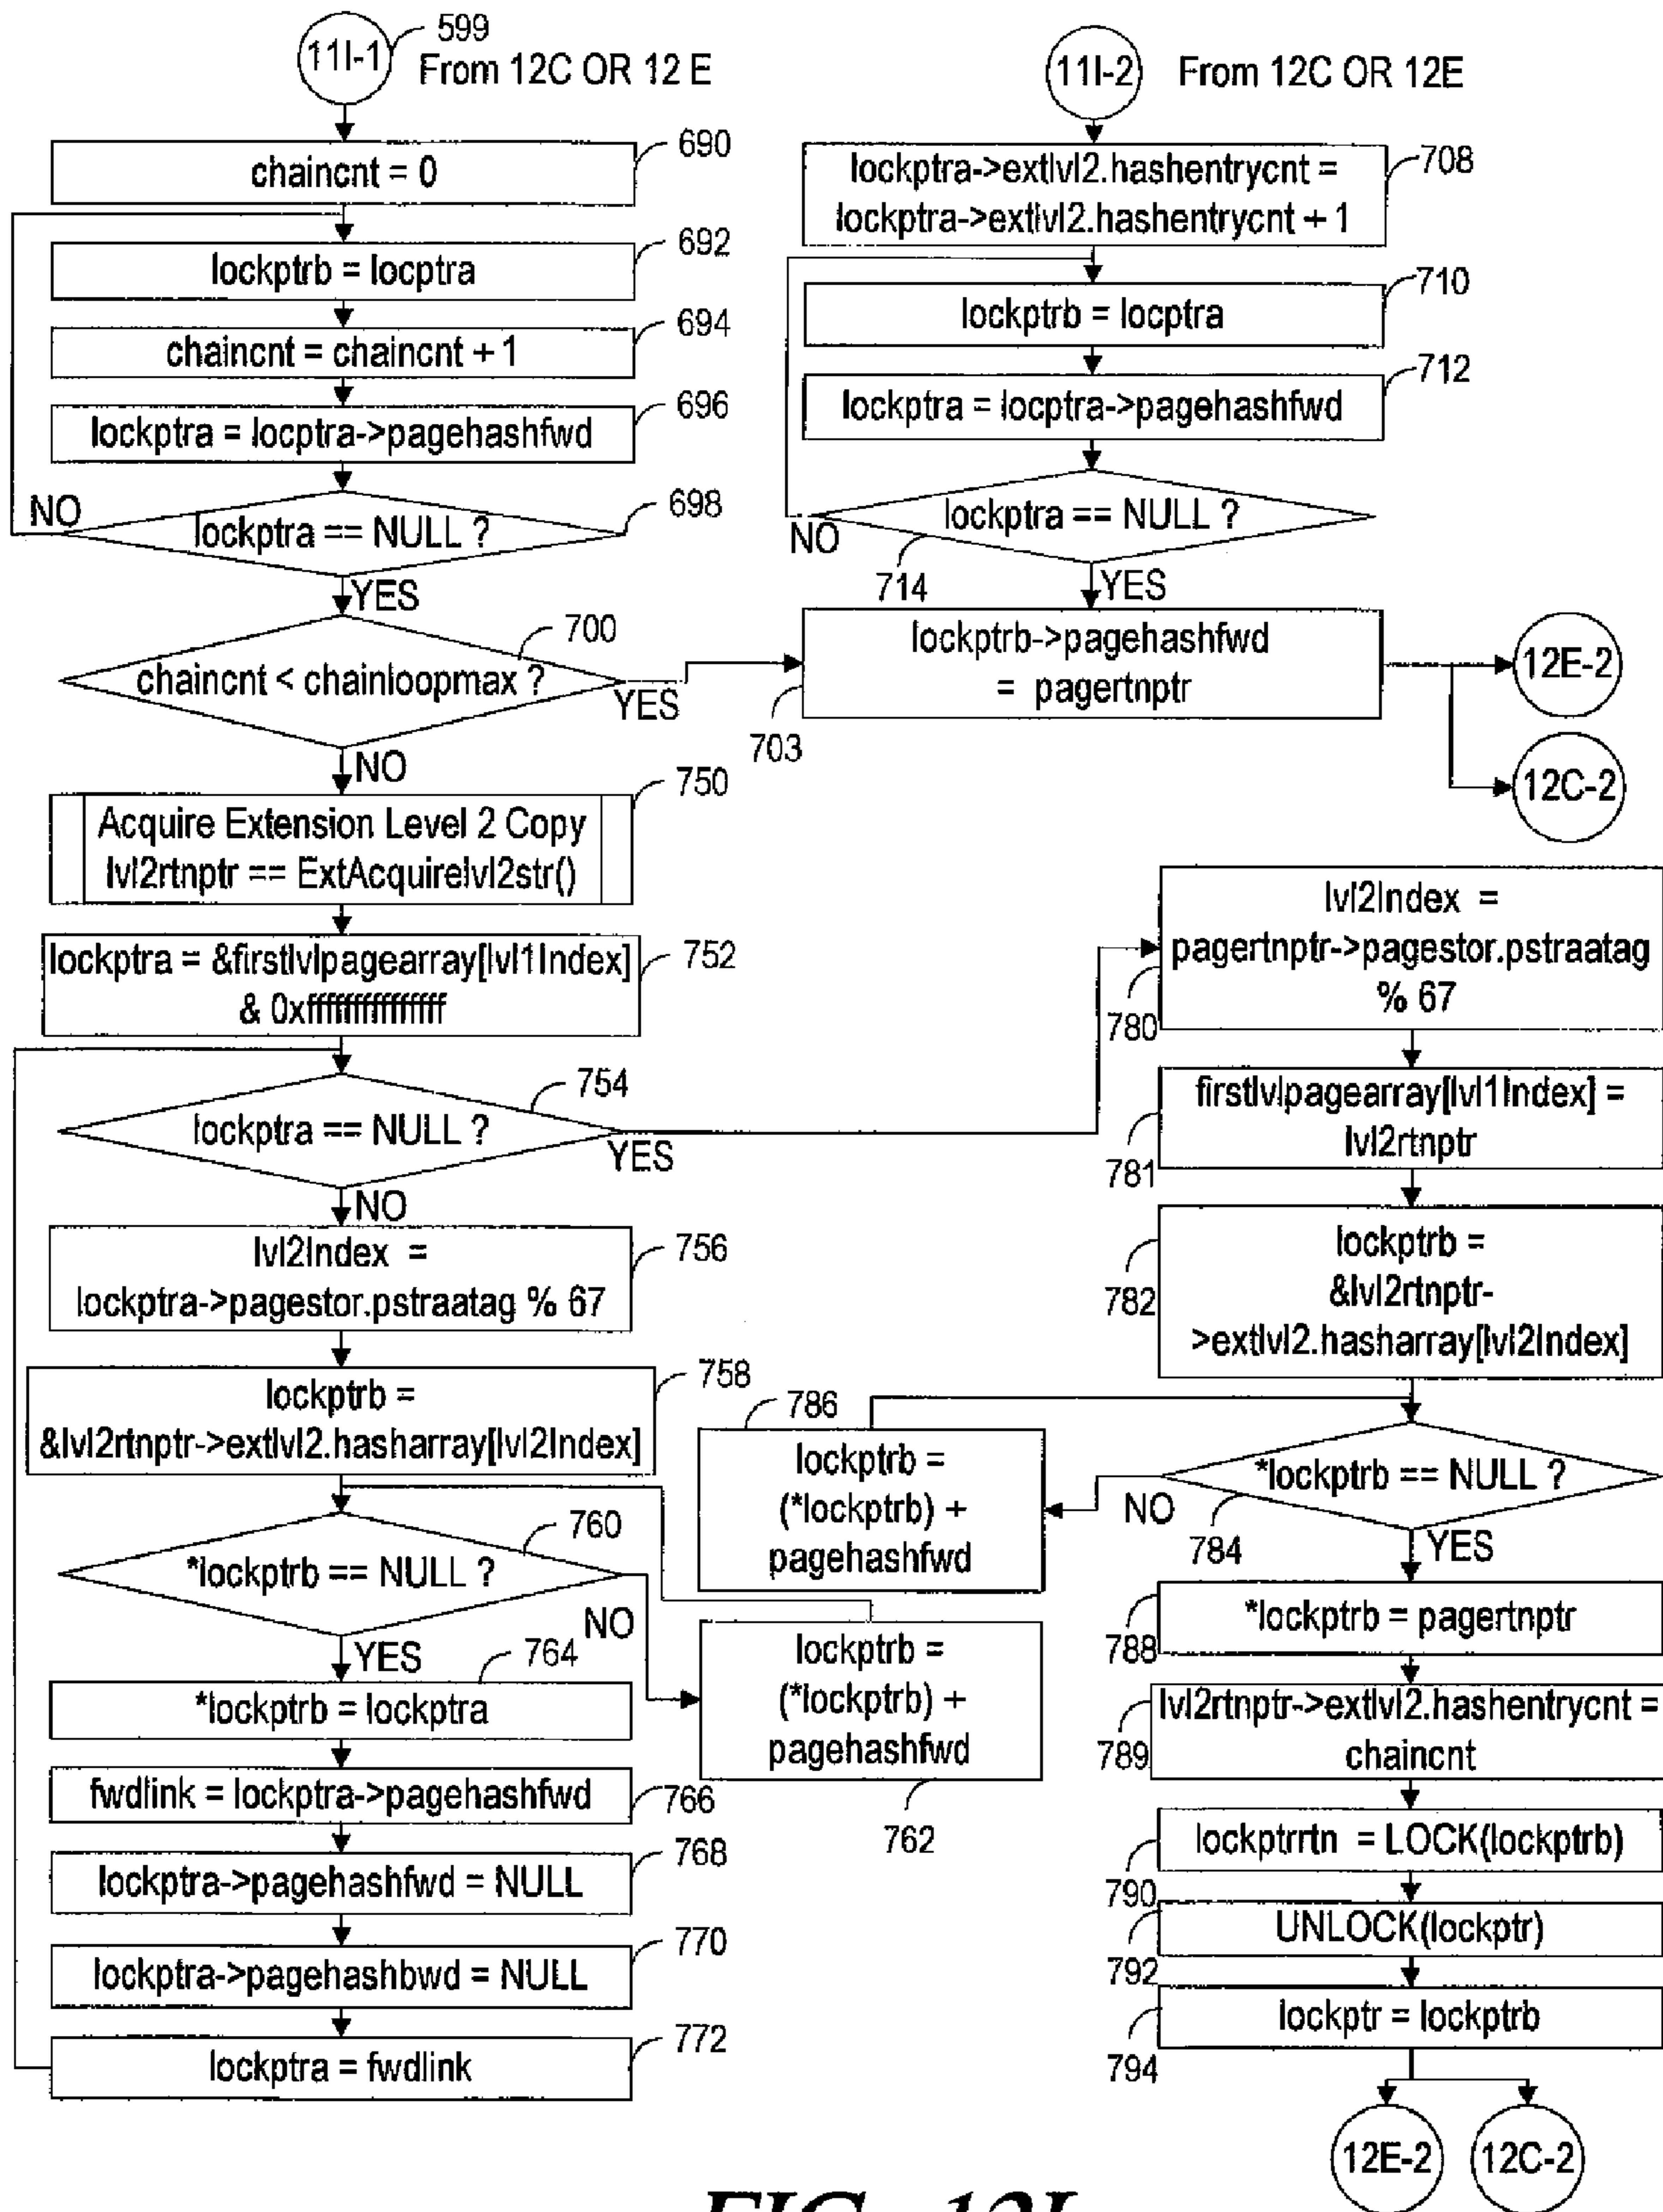 11I-1
599
From 12C OR 12 E
690
chaincnt = 0
692
lockptrb = locptra
694
chaincnt = chaincnt + 1
696
lockptra = locptra->pagehashfwd
698
NO
lockptra == NULL ?
YES
700
chaincnt < chainloopmax ?
YES
NO
750
Acquire Extension Level 2 Copy
lvl2rtnptr == ExtAcquirelvl2str()
752
lockptra = &firstlvlpagearray[lvl1Index]
& 0xffffffffffffffff
754
lockptra == NULL ?
YES
NO
756
lvl2Index =
lockptra->pagestor.pstraatag % 67
758
lockptrb =
&lvl2rtnptr->extlvl2.hasharray[lvl2Index]
760
*lockptrb == NULL ?
NO
YES
764
*lockptrb = lockptra
766
fwdlink = lockptra->pagehashfwd
768
lockptra->pagehashfwd = NULL
770
lockptra->pagehashbwd = NULL
772
lockptra = fwdlink
11I-2
From 12C OR 12E
708
lockptra->extlvl2.hashentrycnt =
lockptra->extlvl2.hashentrycnt + 1
710
lockptrb = locptra
712
lockptra = locptra->pagehashfwd
lockptra == NULL ?
NO
714
YES
lockptrb->pagehashfwd
= pagertnptr
703
12E-2
12C-2
lvl2Index =
pagertnptr->pagestor.pstraatag
% 67
780
firstlvlpagearray[lvl1Index] =
lvl2rtnptr
781
lockptrb =
&lvl2rtnptr-
>extlvl2.hasharray[lvl2Index]
782
786
lockptrb =
(*lockptrb) +
pagehashfwd
*lockptrb == NULL ?
NO
784
YES
lockptrb =
(*lockptrb) +
pagehashfwd
762
*lockptrb = pagertnptr
788
lvl2rtnptr->extlvl2.hashentrycnt =
chaincnt
789
lockptrrtn = LOCK(lockptrb)
790
UNLOCK(lockptr)
792
lockptr = lockptrb
794
12E-2
12C-2